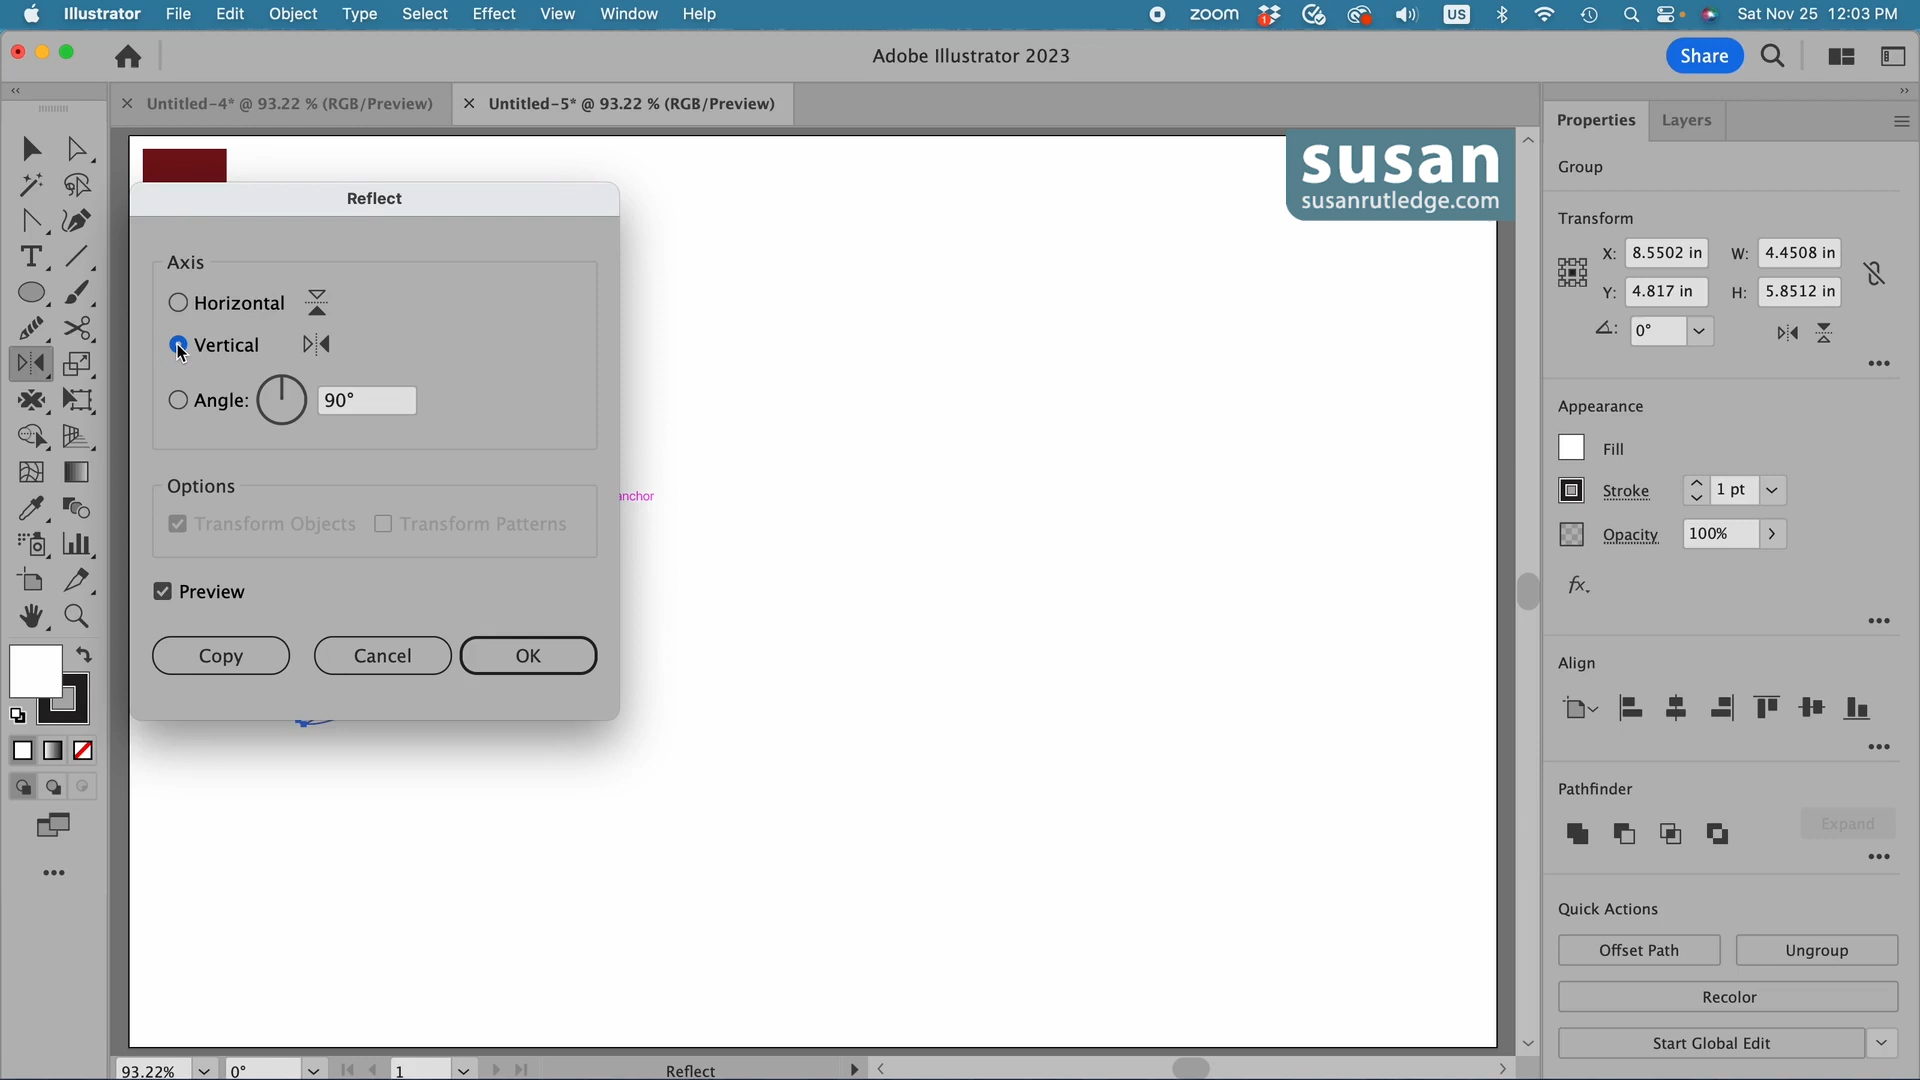 Illustrator File Edit Object Type Select Effect View Window Help
zoom 1 US Sat Nov 25 12:03 PM
Adobe Illustrator 2023
Share
Untitled-4* @ 93.22 % (RGB/Preview)
Untitled-5* @ 93.22 % (RGB/Preview)
Properties Layers
susan
susanrutledge.com
Reflect
Axis
Horizontal
Vertical
Angle: 90°
Options
Transform Objects Transform Patterns
Preview
Copy Cancel OK
anchor
Group
Transform
X: 8.5502 in W: 4.4508 in
Y: 4.817 in H: 5.8512 in
0°
Appearance
Fill
Stroke 1 pt
Opacity 100%
fx
Align
Pathfinder
Expand
Quick Actions
Offset Path Ungroup
Recolor
Start Global Edit
93.22% 0° 1 Reflect